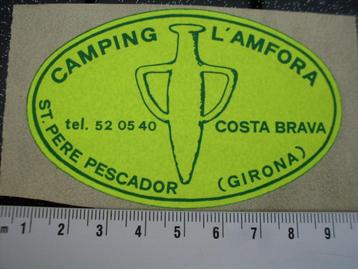 CAMPING L'AMFORA
tel. 52 05 40 COSTA BRAVA
ST. PERE PESCADOR (GIRONA)
cm 1 2 3 4 5 6 7 8 9